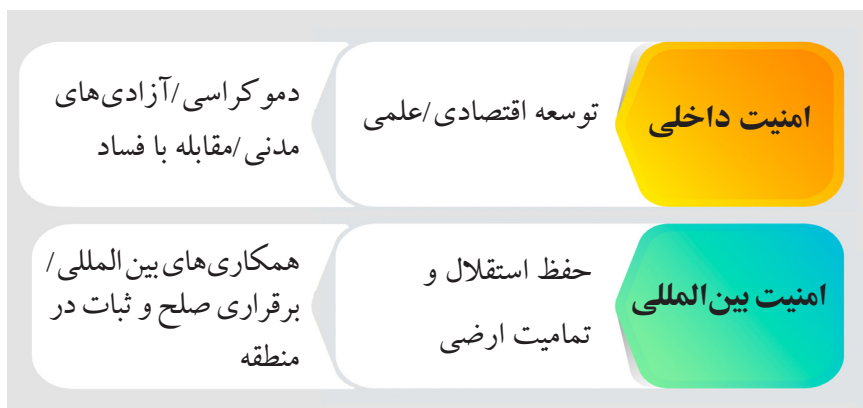 امنیت داخلی
توسعه اقتصادی/علمی
دموکراسی/آزادی‌های
مدنی/مقابله با فساد
امنیت بین‌المللی
حفظ استقلال و
تمامیت ارضی
همکاری‌های بین‌المللی/
برقراری صلح و ثبات در
منطقه